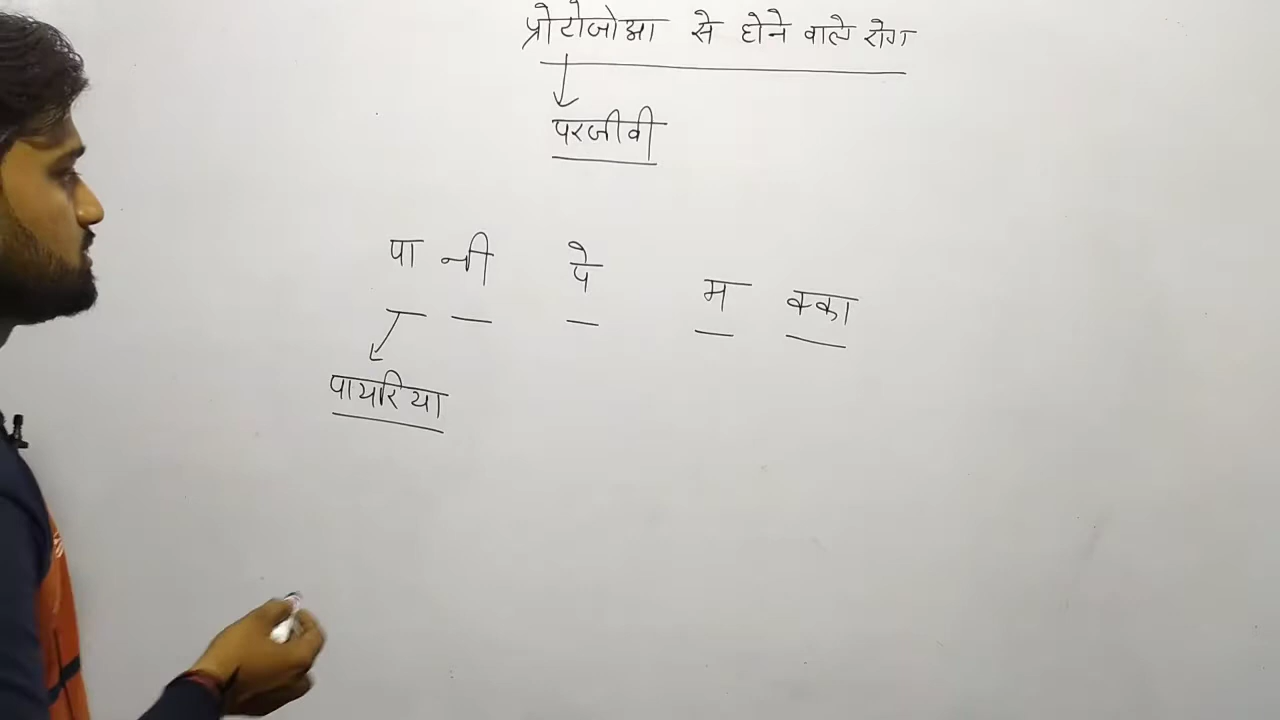 प्रोटोजोआ से होने वाले रोग
परजीवी
पा नी पे म क्का
पायरिया